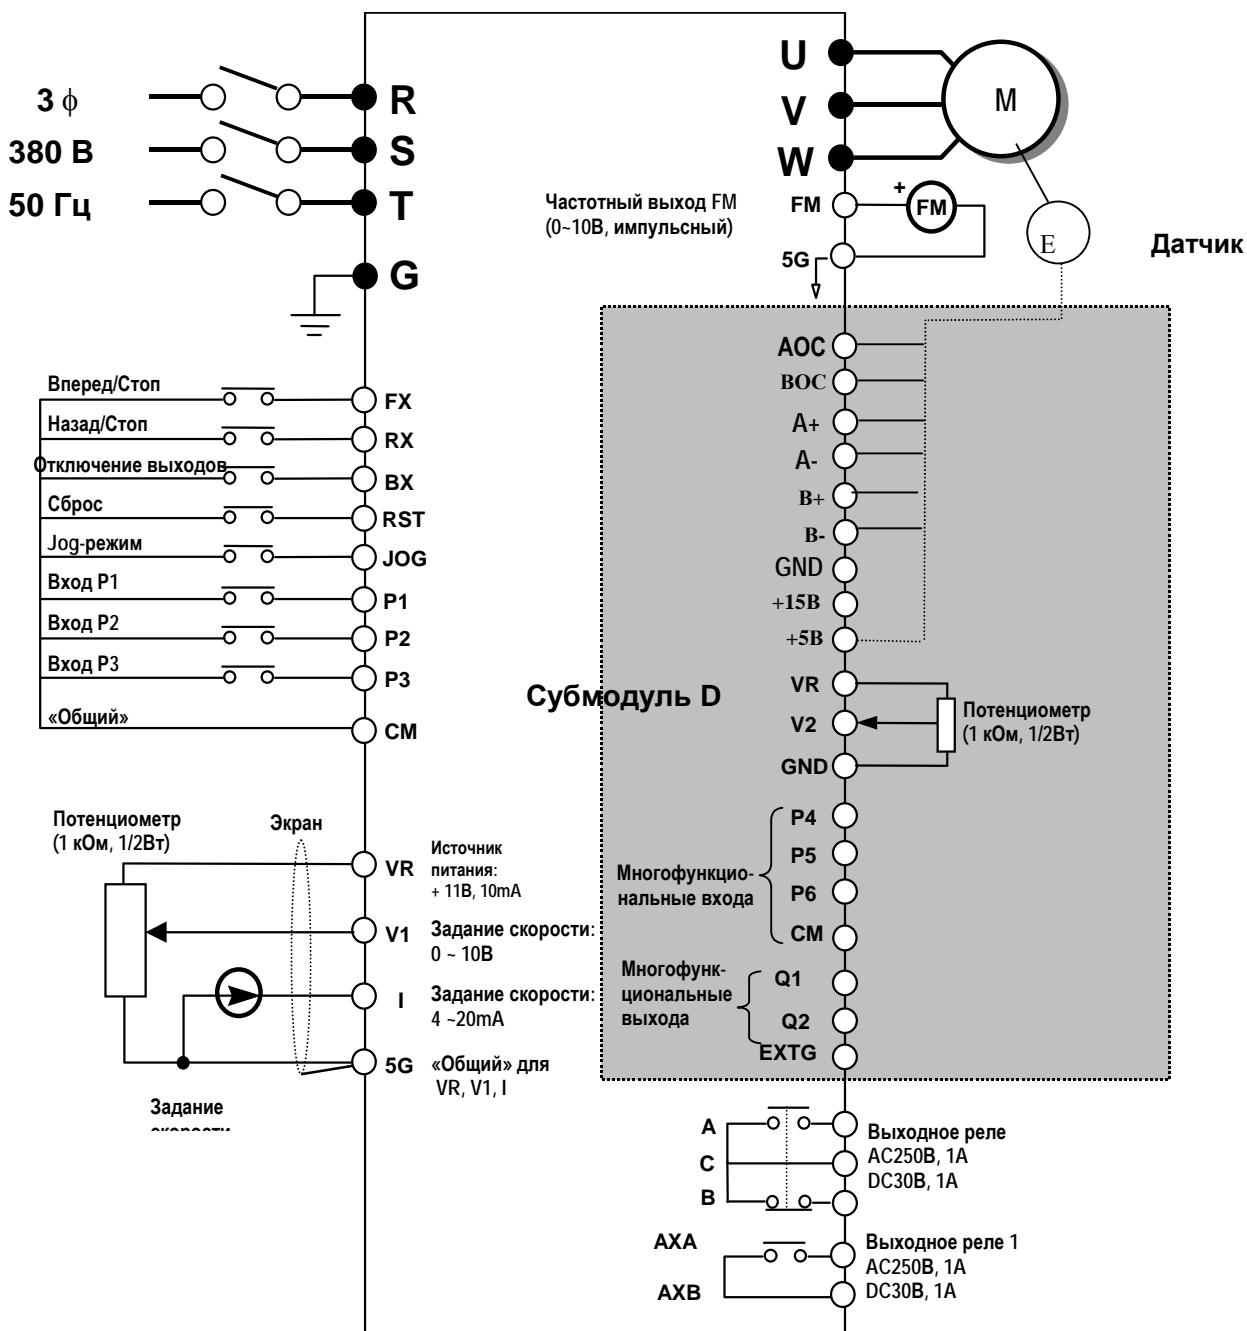 3 ϕ
380 В
50 Гц
R
S
T
G
U
V
W
M
Частотный выход FM
(0~10В, импульсный)
FM
+
FM
5G
E
Датчик
Вперед/Стоп
FX
Назад/Стоп
RX
Отключение выходов
BX
Сброс
RST
Jog-режим
JOG
Вход P1
P1
Вход P2
P2
Вход P3
P3
«Общий»
CM
AOC
BOC
A+
A-
B+
B-
GND
+15B
+5B
Субмодуль D
VR
V2
GND
Потенциометр
(1 кОм, 1/2Вт)
P4
P5
P6
CM
Многофункцио-
нальные входа
Q1
Q2
EXTG
Многофунк-
циональные
выхода
Потенциометр
(1 кОм, 1/2Вт)
Экран
VR
Источник
питания:
+ 11В, 10mA
V1
Задание скорости:
0 ~ 10В
I
Задание скорости:
4 ~20mA
5G
«Общий» для
VR, V1, I
Задание
скорости
A
C
B
Выходное реле
AC250В, 1А
DC30В, 1А
AXA
AXB
Выходное реле 1
AC250В, 1А
DC30В, 1А